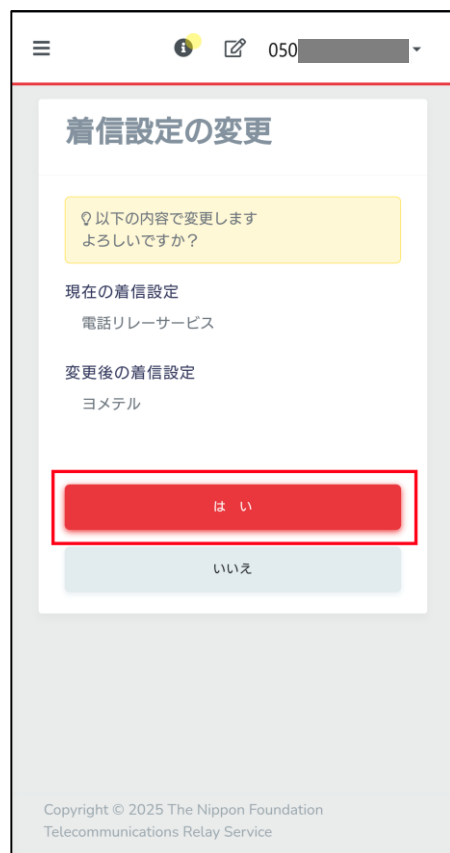 050
着信設定の変更
以下の内容で変更します
よろしいですか？
現在の着信設定
電話リレーサービス
変更後の着信設定
ヨメテル
は い
いいえ
Copyright © 2025 The Nippon Foundation
Telecommunications Relay Service